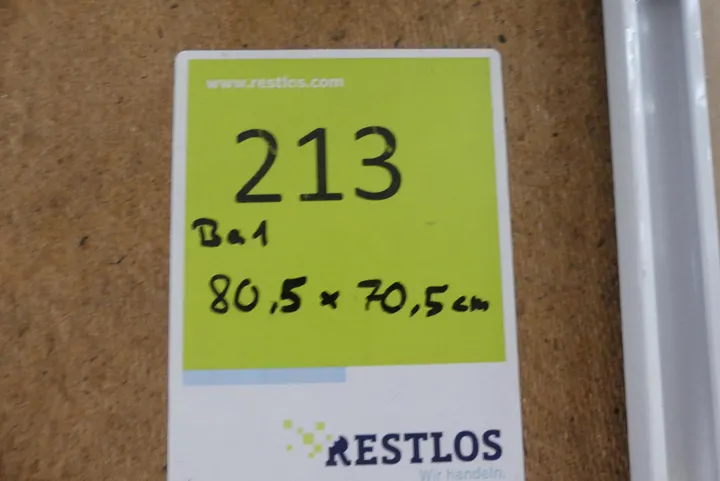 www.restlos.com
213
Ba1
80,5 x 70,5 cm
RESTLOS
Wir handeln.